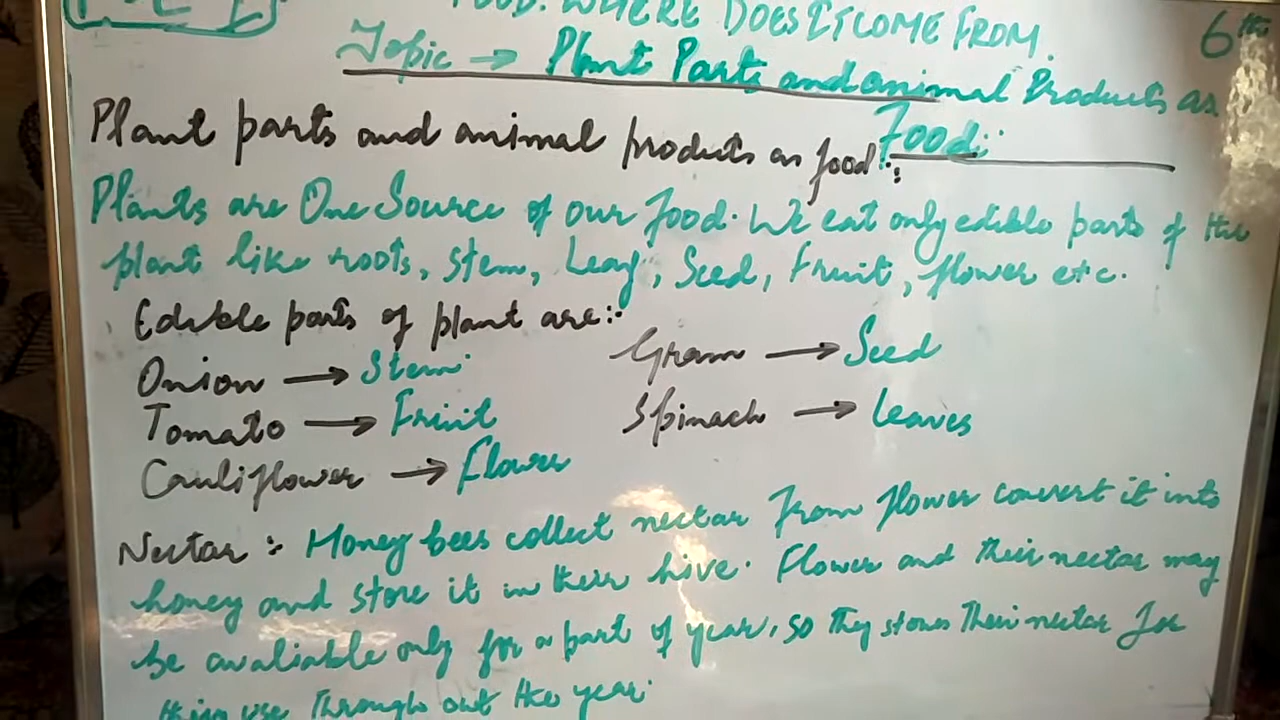 FOOD: WHERE DOES IT COME FROM.
6th
Topic → Plant Parts and animal Products as
Food:
Plant parts and animal products as food:
Plants are One Source of our food. We eat only edible parts of the
plant like roots, stem, Leaf, Seed, Fruit, flower etc.
Edible parts of plant are:-
Onion → Stem
Gram → Seed
Tomato → Fruit
Spinach → Leaves
Cauliflower → Flower
Nectar :- Honey bees collect nectar from flower convert it into
honey and store it in their hive. Flower and their nectar may
be avaliable only for a part of year, so they stores their nectar for
their use through out the year.